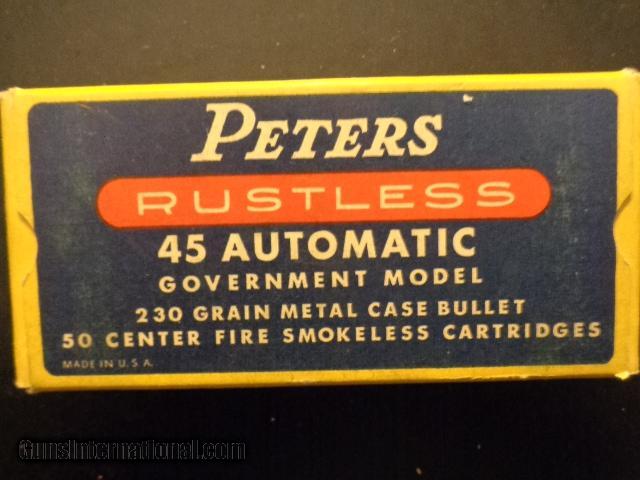 PETERS
RUSTLESS
45 AUTOMATIC
GOVERNMENT MODEL
230 GRAIN METAL CASE BULLET
50 CENTER FIRE SMOKELESS CARTRIDGES
MADE IN U.S.A.
GunsInternational.com